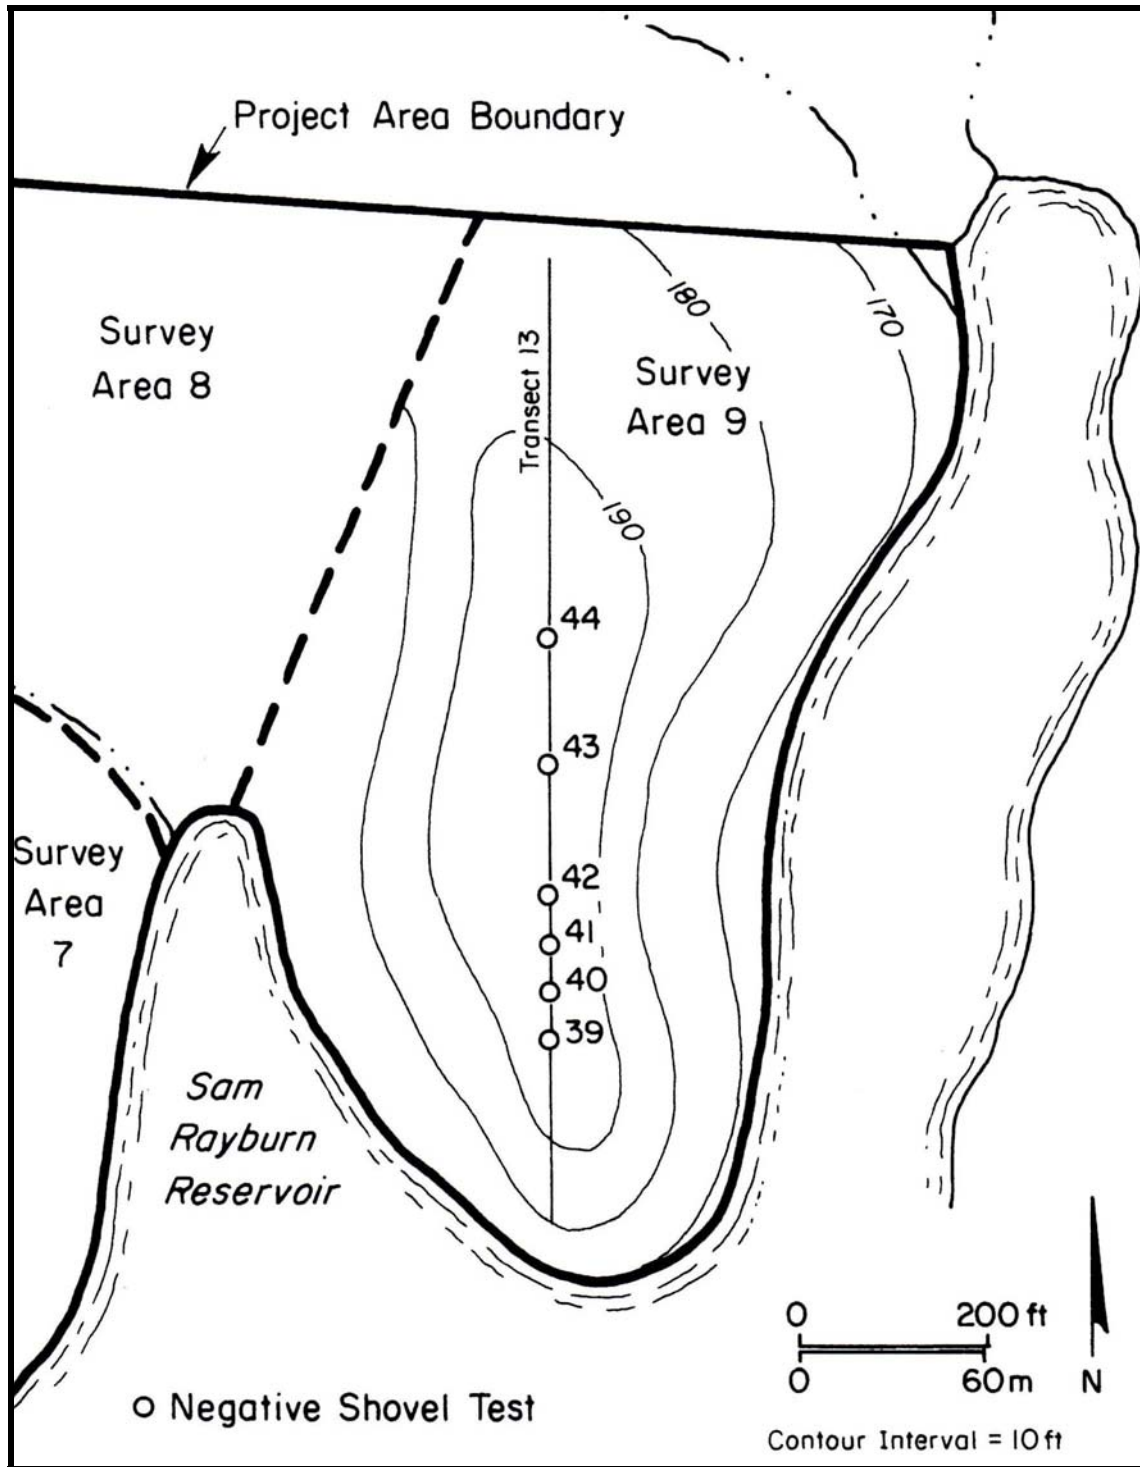 Project Area Boundary
180
170
Survey
Area 8
Transect 13
Survey
Area 9
190
44
43
Survey
Area
7
42
41
40
39
Sam
Rayburn
Reservoir
0 200 ft
0 60 m
N
O Negative Shovel Test
Contour Interval = 10 ft